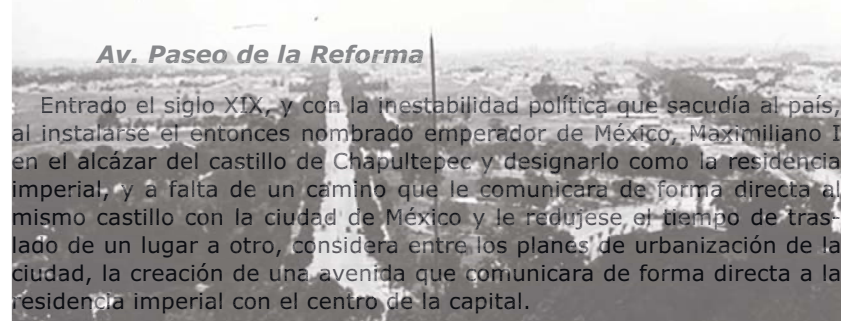 Av. Paseo de la Reforma
Entrado el siglo XIX, y con la inestabilidad política que sacudía al país,
al instalarse el entonces nombrado emperador de México, Maximiliano I
en el alcázar del castillo de Chapultepec y designarlo como la residencia
imperial, y a falta de un camino que le comunicara de forma directa al
mismo castillo con la ciudad de México y le redujese el tiempo de tras-
lado de un lugar a otro, considera entre los planes de urbanización de la
ciudad, la creación de una avenida que comunicara de forma directa a la
residencia imperial con el centro de la capital.